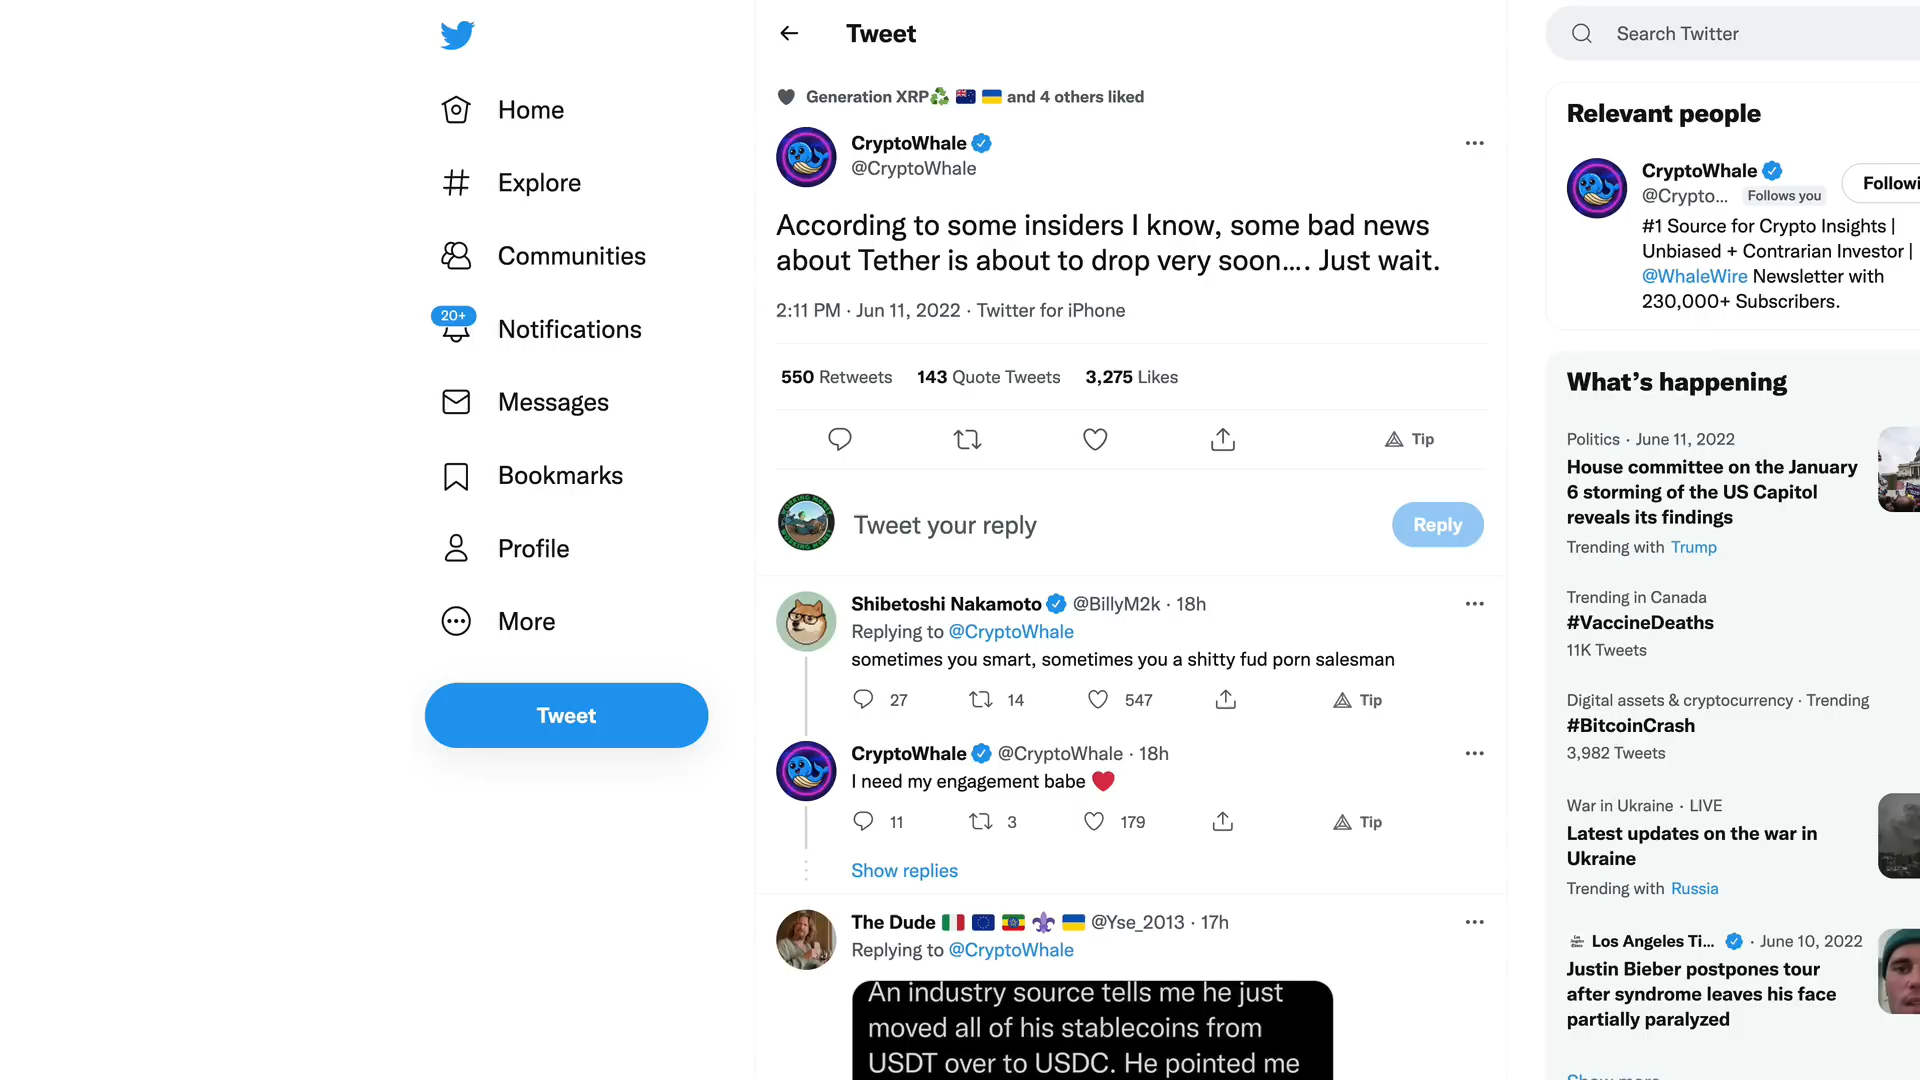 Tweet
Search Twitter
Home
Explore
Communities
20+
Notifications
Messages
Bookmarks
Profile
More
Tweet
Generation XRP♻️ 🇳🇿 🇺🇦 and 4 others liked
CryptoWhale
@CryptoWhale
According to some insiders I know, some bad news
about Tether is about to drop very soon.... Just wait.
2:11 PM · Jun 11, 2022 · Twitter for iPhone
550 Retweets 143 Quote Tweets 3,275 Likes
Tip
Tweet your reply
Reply
Shibetoshi Nakamoto @BillyM2k · 18h
Replying to @CryptoWhale
sometimes you smart, sometimes you a shitty fud porn salesman
27 14 547 Tip
CryptoWhale @CryptoWhale · 18h
I need my engagement babe ❤️
11 3 179 Tip
Show replies
The Dude 🇮🇹 🇪🇺 🇪🇹 ⚜️ 🇺🇦 @Yse_2013 · 17h
Replying to @CryptoWhale
An industry source tells me he just
moved all of his stablecoins from
USDT over to USDC. He pointed me
Relevant people
CryptoWhale
@Crypto... Follows you
Followi
#1 Source for Crypto Insights |
Unbiased + Contrarian Investor |
@WhaleWire Newsletter with
230,000+ Subscribers.
What's happening
Politics · June 11, 2022
House committee on the January
6 storming of the US Capitol
reveals its findings
Trending with Trump
Trending in Canada
#VaccineDeaths
11K Tweets
Digital assets & cryptocurrency · Trending
#BitcoinCrash
3,982 Tweets
War in Ukraine · LIVE
Latest updates on the war in
Ukraine
Trending with Russia
Los Angeles Ti... · June 10, 2022
Justin Bieber postpones tour
after syndrome leaves his face
partially paralyzed
Show more